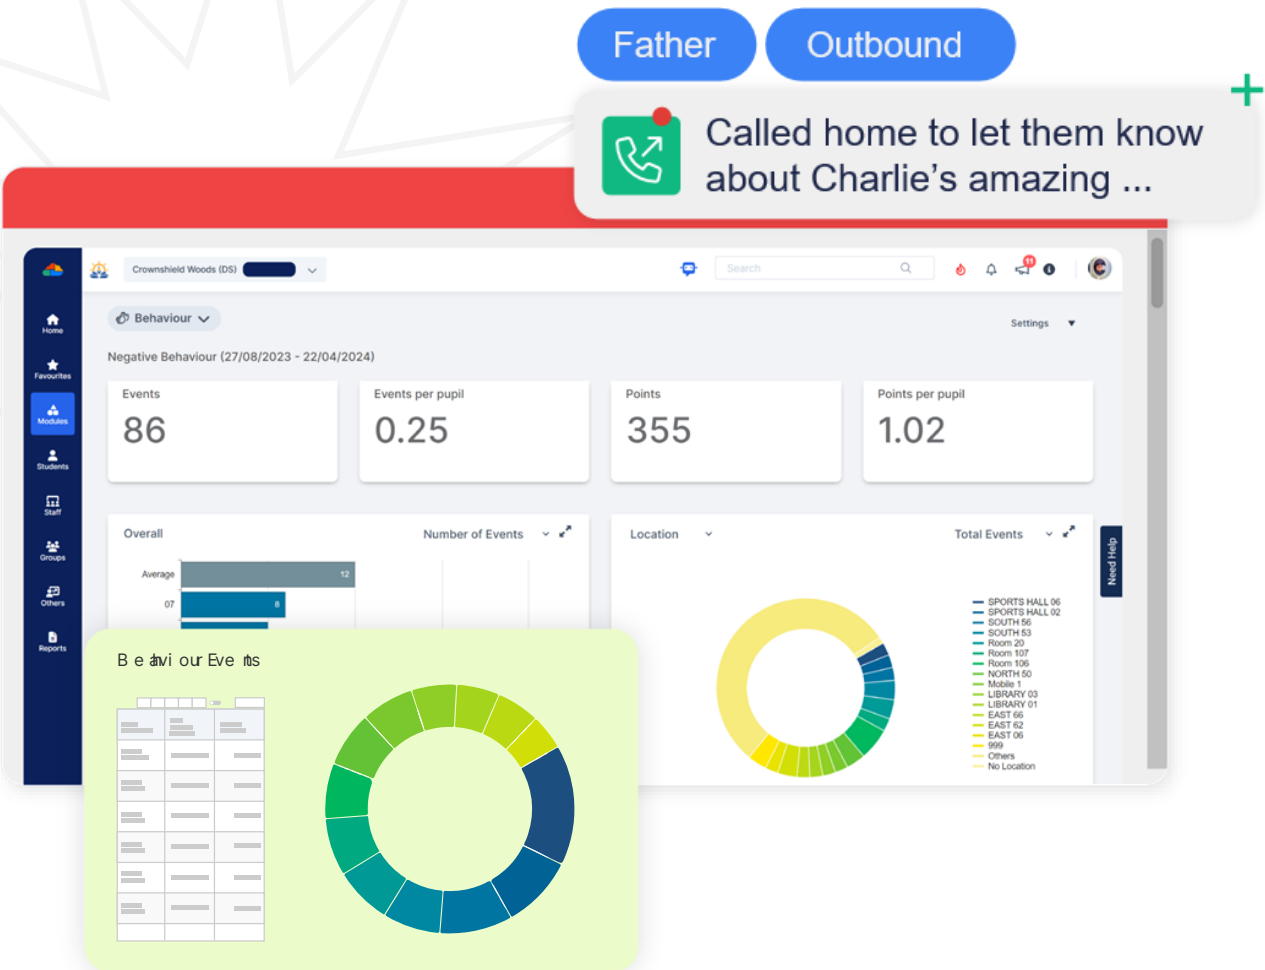 Father
Outbound
Called home to let them know
about Charlie's amazing ...
Crownshield Woods (DS)
Search
11
Home
Favourites
Modules
Students
Staff
Groups
Others
Reports
Behaviour
Settings
Negative Behaviour (27/08/2023 - 22/04/2024)
Events
86
Events per pupil
0.25
Points
355
Points per pupil
1.02
Overall
Number of Events
Average
12
07
8
Location
Total Events
SPORTS HALL 06
SPORTS HALL 02
SOUTH 56
SOUTH 53
Room 20
Room 107
Room 106
NORTH 50
Mobile 1
LIBRARY 03
LIBRARY 01
EAST 66
EAST 62
EAST 06
999
Others
No Location
Need Help
Behaviour Events